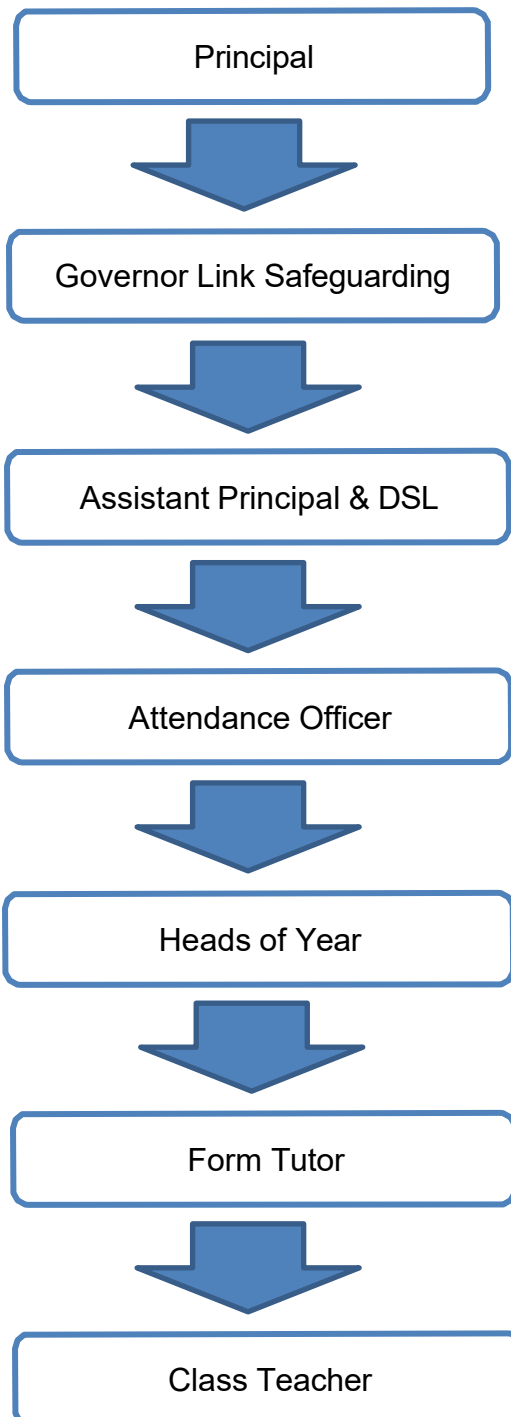 Principal
Governor Link Safeguarding
Assistant Principal & DSL
Attendance Officer
Heads of Year
Form Tutor
Class Teacher